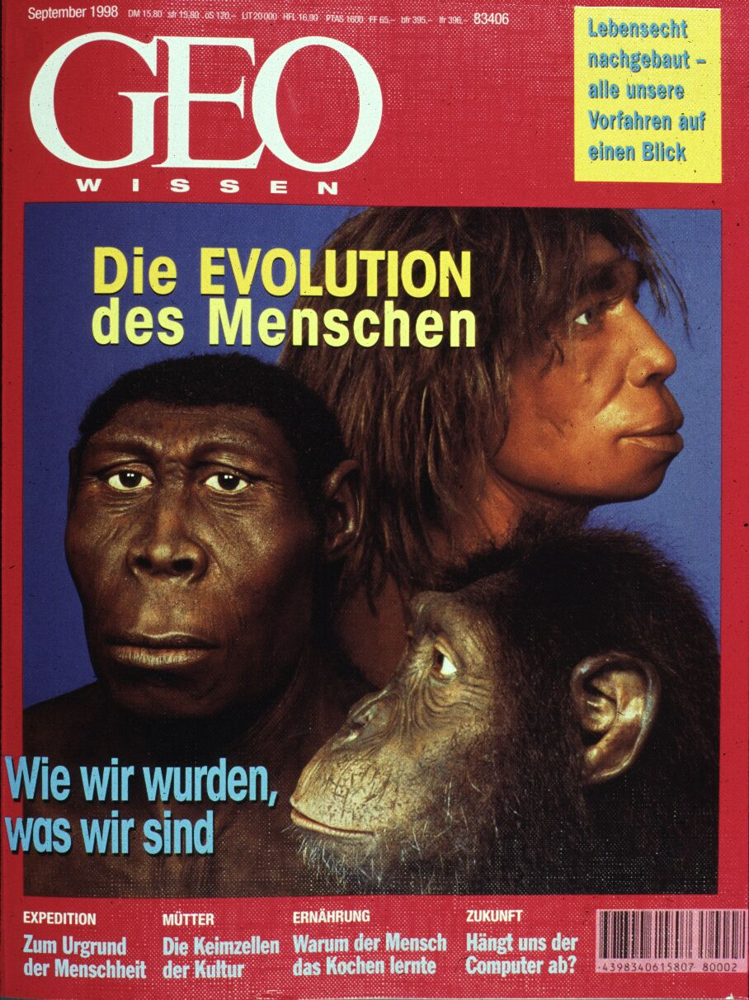 September 1998 DM 15,80 sfr 15,80 öS 120,– LIT 20 000 HFL 16,90 PTAS 1600 FF 65,– bfr 395,– lfr 396,– 83406
Lebensecht
nachgebaut –
alle unsere
Vorfahren auf
einen Blick
GEO
WISSEN
Die EVOLUTION
des Menschen
Wie wir wurden,
was wir sind
EXPEDITION
Zum Urgrund
der Menschheit
MÜTTER
Die Keimzellen
der Kultur
ERNÄHRUNG
Warum der Mensch
das Kochen lernte
ZUKUNFT
Hängt uns der
Computer ab?
4398340615807 80002